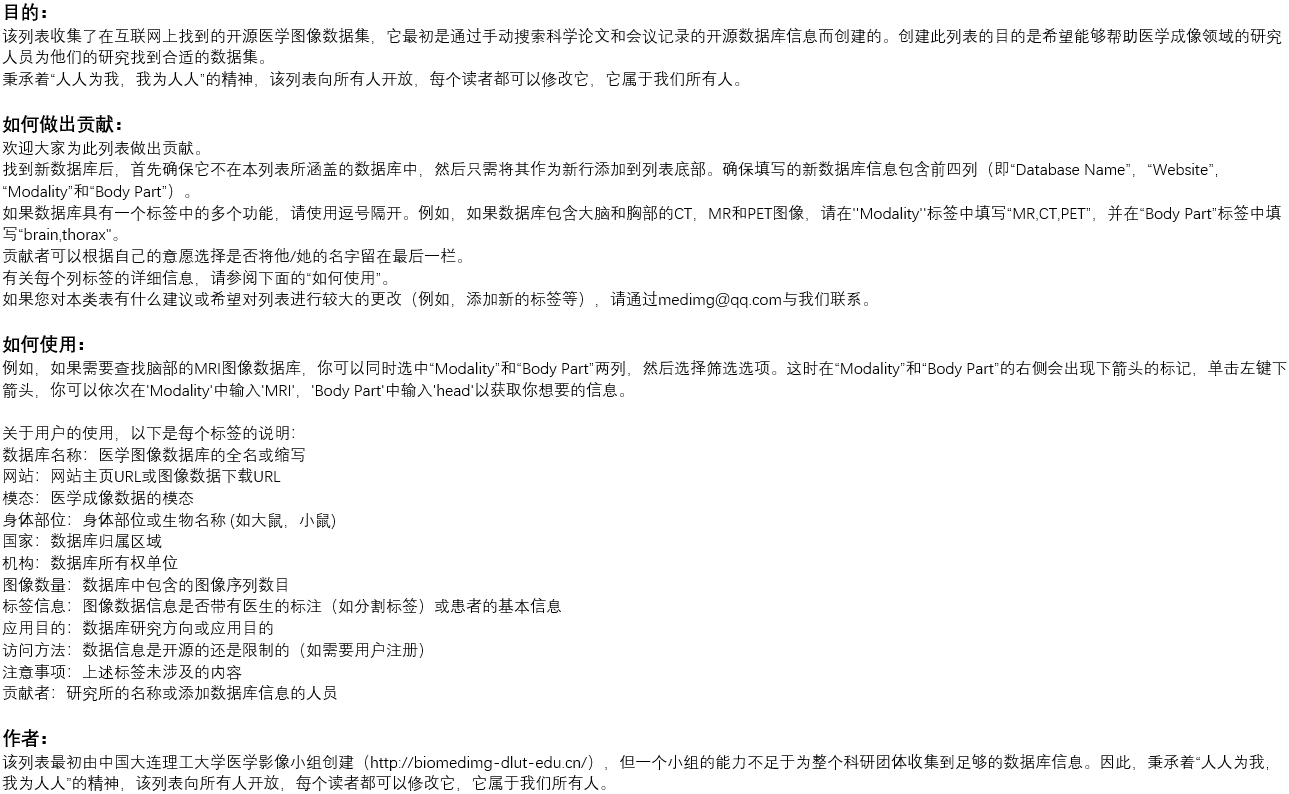 目的：
该列表收集了在互联网上找到的开源医学图像数据集，它最初是通过手动搜索科学论文和会议记录的开源数据库信息而创建的。创建此列表的目的是希望能够帮助医学成像领域的研究
人员为他们的研究找到合适的数据集。
秉承着“人人为我，我为人人”的精神，该列表向所有人开放，每个读者都可以修改它，它属于我们所有人。
如何做出贡献：
欢迎大家为此列表做出贡献。
找到新数据库后，首先确保它不在本列表所涵盖的数据库中，然后只需将其作为新行添加到列表底部。确保填写的新数据库信息包含前四列（即“Database Name”，“Website”，
“Modality”和“Body Part”）。
如果数据库具有一个标签中的多个功能，请使用逗号隔开。例如，如果数据库包含大脑和胸部的CT，MR和PET图像，请在''Modality''标签中填写“MR,CT,PET”，并在“Body Part”标签中填
写“brain,thorax"。
贡献者可以根据自己的意愿选择是否将他/她的名字留在最后一栏。
有关每个列标签的详细信息，请参阅下面的“如何使用”。
如果您对本类表有什么建议或希望对列表进行较大的更改（例如，添加新的标签等），请通过medimg@qq.com与我们联系。
如何使用：
例如，如果需要查找脑部的MRI图像数据库，你可以同时选中“Modality”和“Body Part”两列，然后选择筛选选项。这时在“Modality”和“Body Part”的右侧会出现下箭头的标记，单击左键下
箭头，你可以依次在'Modality'中输入'MRI'，'Body Part'中输入'head'以获取你想要的信息。
关于用户的使用，以下是每个标签的说明：
数据库名称：医学图像数据库的全名或缩写
网站：网站主页URL或图像数据下载URL
模态：医学成像数据的模态
身体部位：身体部位或生物名称 (如大鼠，小鼠)
国家：数据库归属区域
机构：数据库所有权单位
图像数量：数据库中包含的图像序列数目
标签信息：图像数据信息是否带有医生的标注（如分割标签）或患者的基本信息
应用目的：数据库研究方向或应用目的
访问方法：数据信息是开源的还是限制的（如需要用户注册）
注意事项：上述标签未涉及的内容
贡献者：研究所的名称或添加数据库信息的人员
作者：
该列表最初由中国大连理工大学医学影像小组创建（http://biomedimg-dlut-edu.cn/），但一个小组的能力不足于为整个科研团体收集到足够的数据库信息。因此，秉承着“人人为我，
我为人人”的精神，该列表向所有人开放，每个读者都可以修改它，它属于我们所有人。